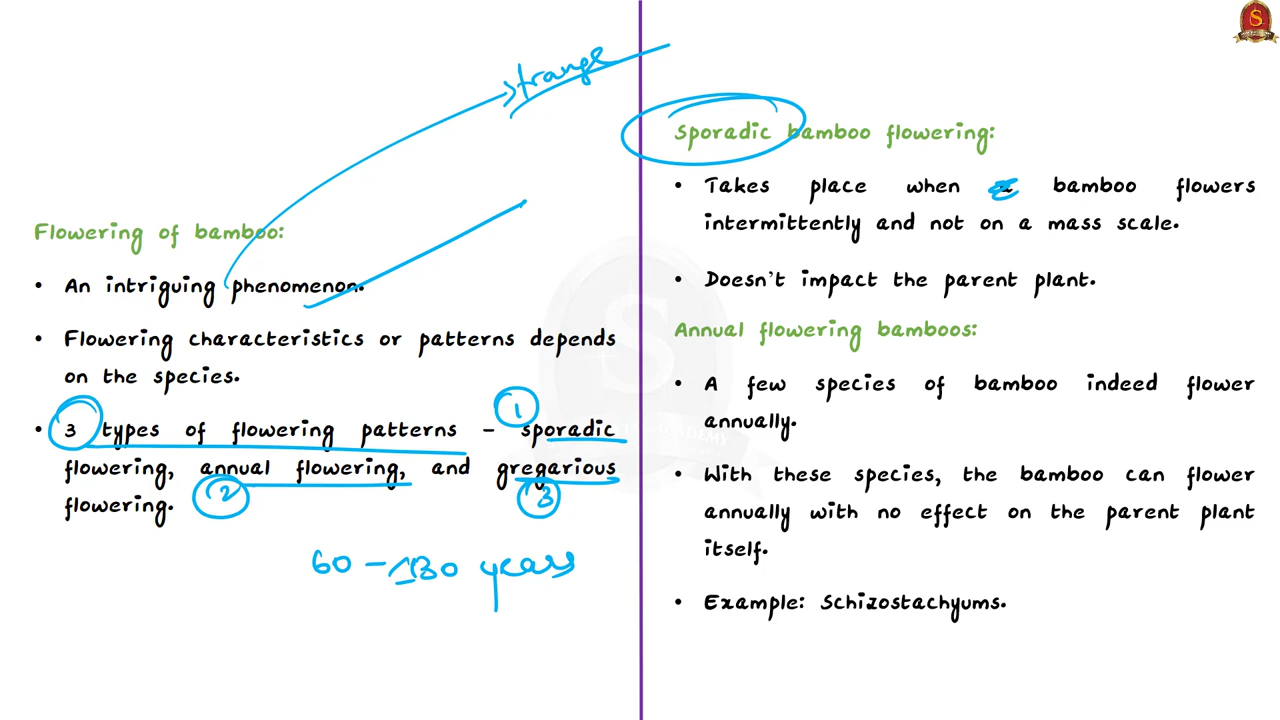 strange
Flowering of bamboo:
• An intriguing phenomenon.
• Flowering characteristics or patterns depends
on the species.
1
• 3 types of flowering patterns - sporadic
flowering, annual flowering, and gregarious
2 3
flowering.
60 - 130 years
Sporadic bamboo flowering:
• Takes place when bamboo flowers
intermittently and not on a mass scale.
• Doesn't impact the parent plant.
Annual flowering bamboos:
• A few species of bamboo indeed flower
annually.
• With these species, the bamboo can flower
annually with no effect on the parent plant
itself.
• Example: Schizostachyums.
S